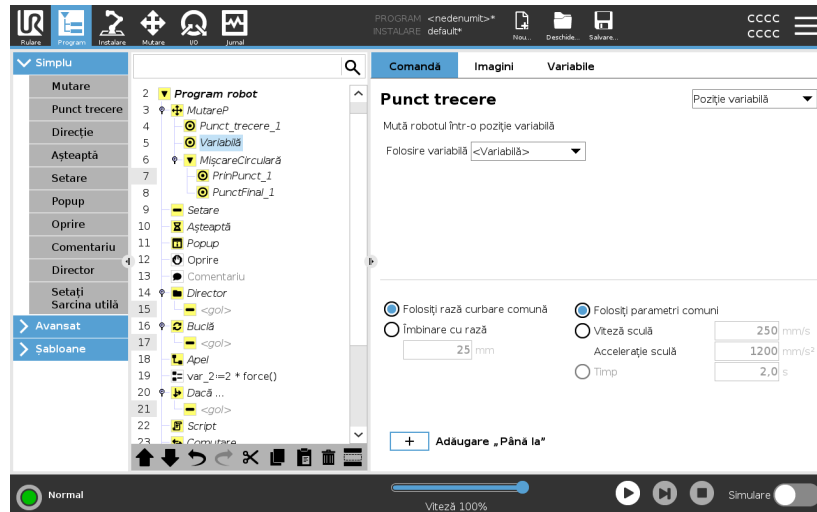 PROGRAM <nedenumit>*
INSTALARE default*
Rulare Program Instalare Mutare I/O Jurnal Nou... Deschide... Salvare...
cccc
cccc
Simplu
Mutare
Punct trecere
Direcție
Așteaptă
Setare
Popup
Oprire
Comentariu
Director
Setați
Sarcina utilă
Avansat
Șabloane
2 Program robot
3 MutareP
4 Punct_trecere_1
5 Variabilă
6 MișcareCirculară
7 PrinPunct_1
8 PunctFinal_1
9 Setare
10 Așteaptă
11 Popup
12 Oprire
13 Comentariu
14 Director
15 <gol>
16 Buclă
17 <gol>
18 Apel
19 var_2≔2 * force()
20 Dacă ...
21 <gol>
22 Script
23 Comutare
Comandă Imagini Variabile
Punct trecere
Poziție variabilă
Mută robotul într-o poziție variabilă
Folosire variabilă <Variabilă>
Folosiți rază curbare comună
Îmbinare cu rază
25 mm
Folosiți parametri comuni
Viteză sculă 250 mm/s
Accelerație sculă 1200 mm/s²
Timp 2,0 s
+ Adăugare „Până la”
Normal
Viteză 100%
Simulare